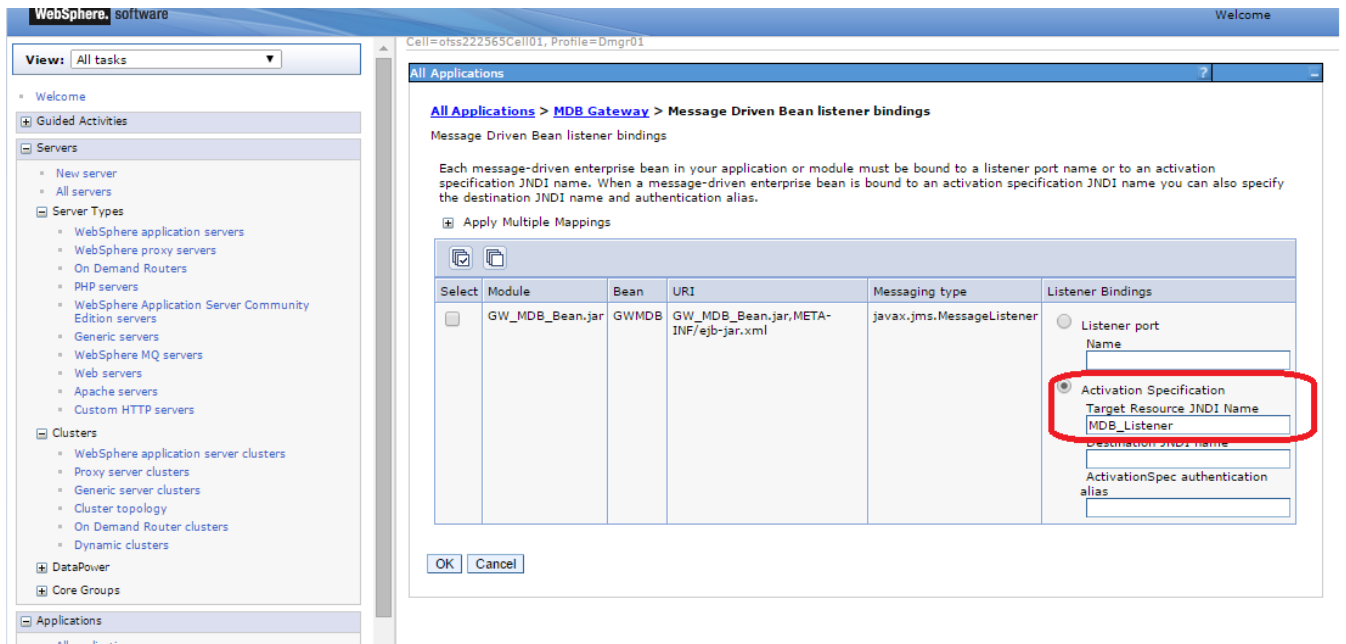 WebSphere. software
Welcome
View: All tasks
Cell=ofss222565Cell01, Profile=Dmgr01
Welcome
Guided Activities
Servers
New server
All servers
Server Types
WebSphere application servers
WebSphere proxy servers
On Demand Routers
PHP servers
WebSphere Application Server Community
Edition servers
Generic servers
WebSphere MQ servers
Web servers
Apache servers
Custom HTTP servers
Clusters
WebSphere application server clusters
Proxy server clusters
Generic server clusters
Cluster topology
On Demand Router clusters
Dynamic clusters
DataPower
Core Groups
Applications
All Applications
?
All Applications > MDB Gateway > Message Driven Bean listener bindings
Message Driven Bean listener bindings
Each message-driven enterprise bean in your application or module must be bound to a listener port name or to an activation
specification JNDI name. When a message-driven enterprise bean is bound to an activation specification JNDI name you can also specify
the destination JNDI name and authentication alias.
Apply Multiple Mappings
Select Module Bean URI Messaging type Listener Bindings
GW_MDB_Bean.jar GWMDB GW_MDB_Bean.jar,META-
INF/ejb-jar.xml
javax.jms.MessageListener
Listener port
Name
Activation Specification
Target Resource JNDI Name
MDB_Listener
Destination JNDI name
ActivationSpec authentication
alias
OK Cancel